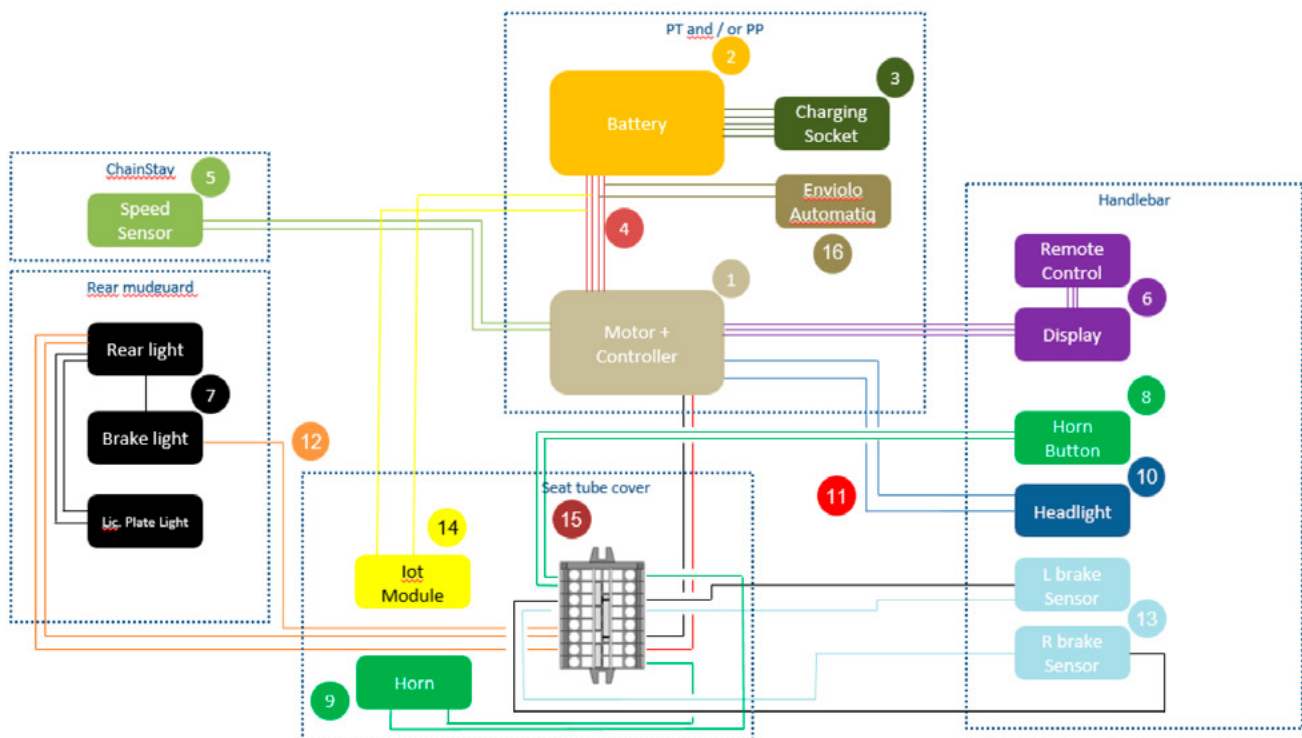 PT and / or PP
2
3
Battery
Charging
Socket
ChainStay
5
Speed
Sensor
4
Enviolo
Automatiq
16
Handlebar
Remote
Control
6
Display
Rear mudguard
1
Motor +
Controller
Rear light
7
Brake light
12
Lic. Plate Light
8
Horn
Button
10
11
Headlight
Seat tube cover
15
14
Iot
Module
L brake
Sensor
13
R brake
Sensor
Horn
9